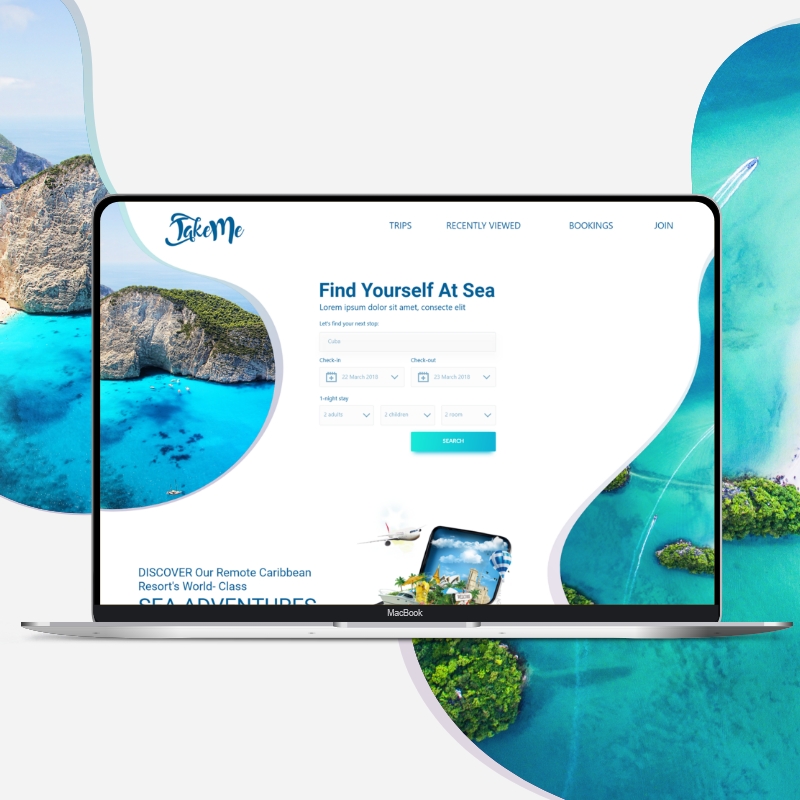 TakeMe
TRIPS RECENTLY VIEWED BOOKINGS JOIN
Find Yourself At Sea
Lorem ipsum dolor sit amet, consecte elit
Let's find your next stop
Cuba
Check-in Check-out
22 March 2018 23 March 2018
1-night stay
2 adults 2 children 2 room
SEARCH
DISCOVER Our Remote Caribbean
Resort's World- Class
SEA ADVENTURES
MacBook